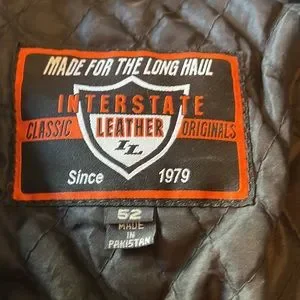 MADE FOR THE LONG HAUL
INTERSTATE
CLASSIC LEATHER ORIGINALS
IL
Since 1979
52
MADE
IN
PAKISTAN